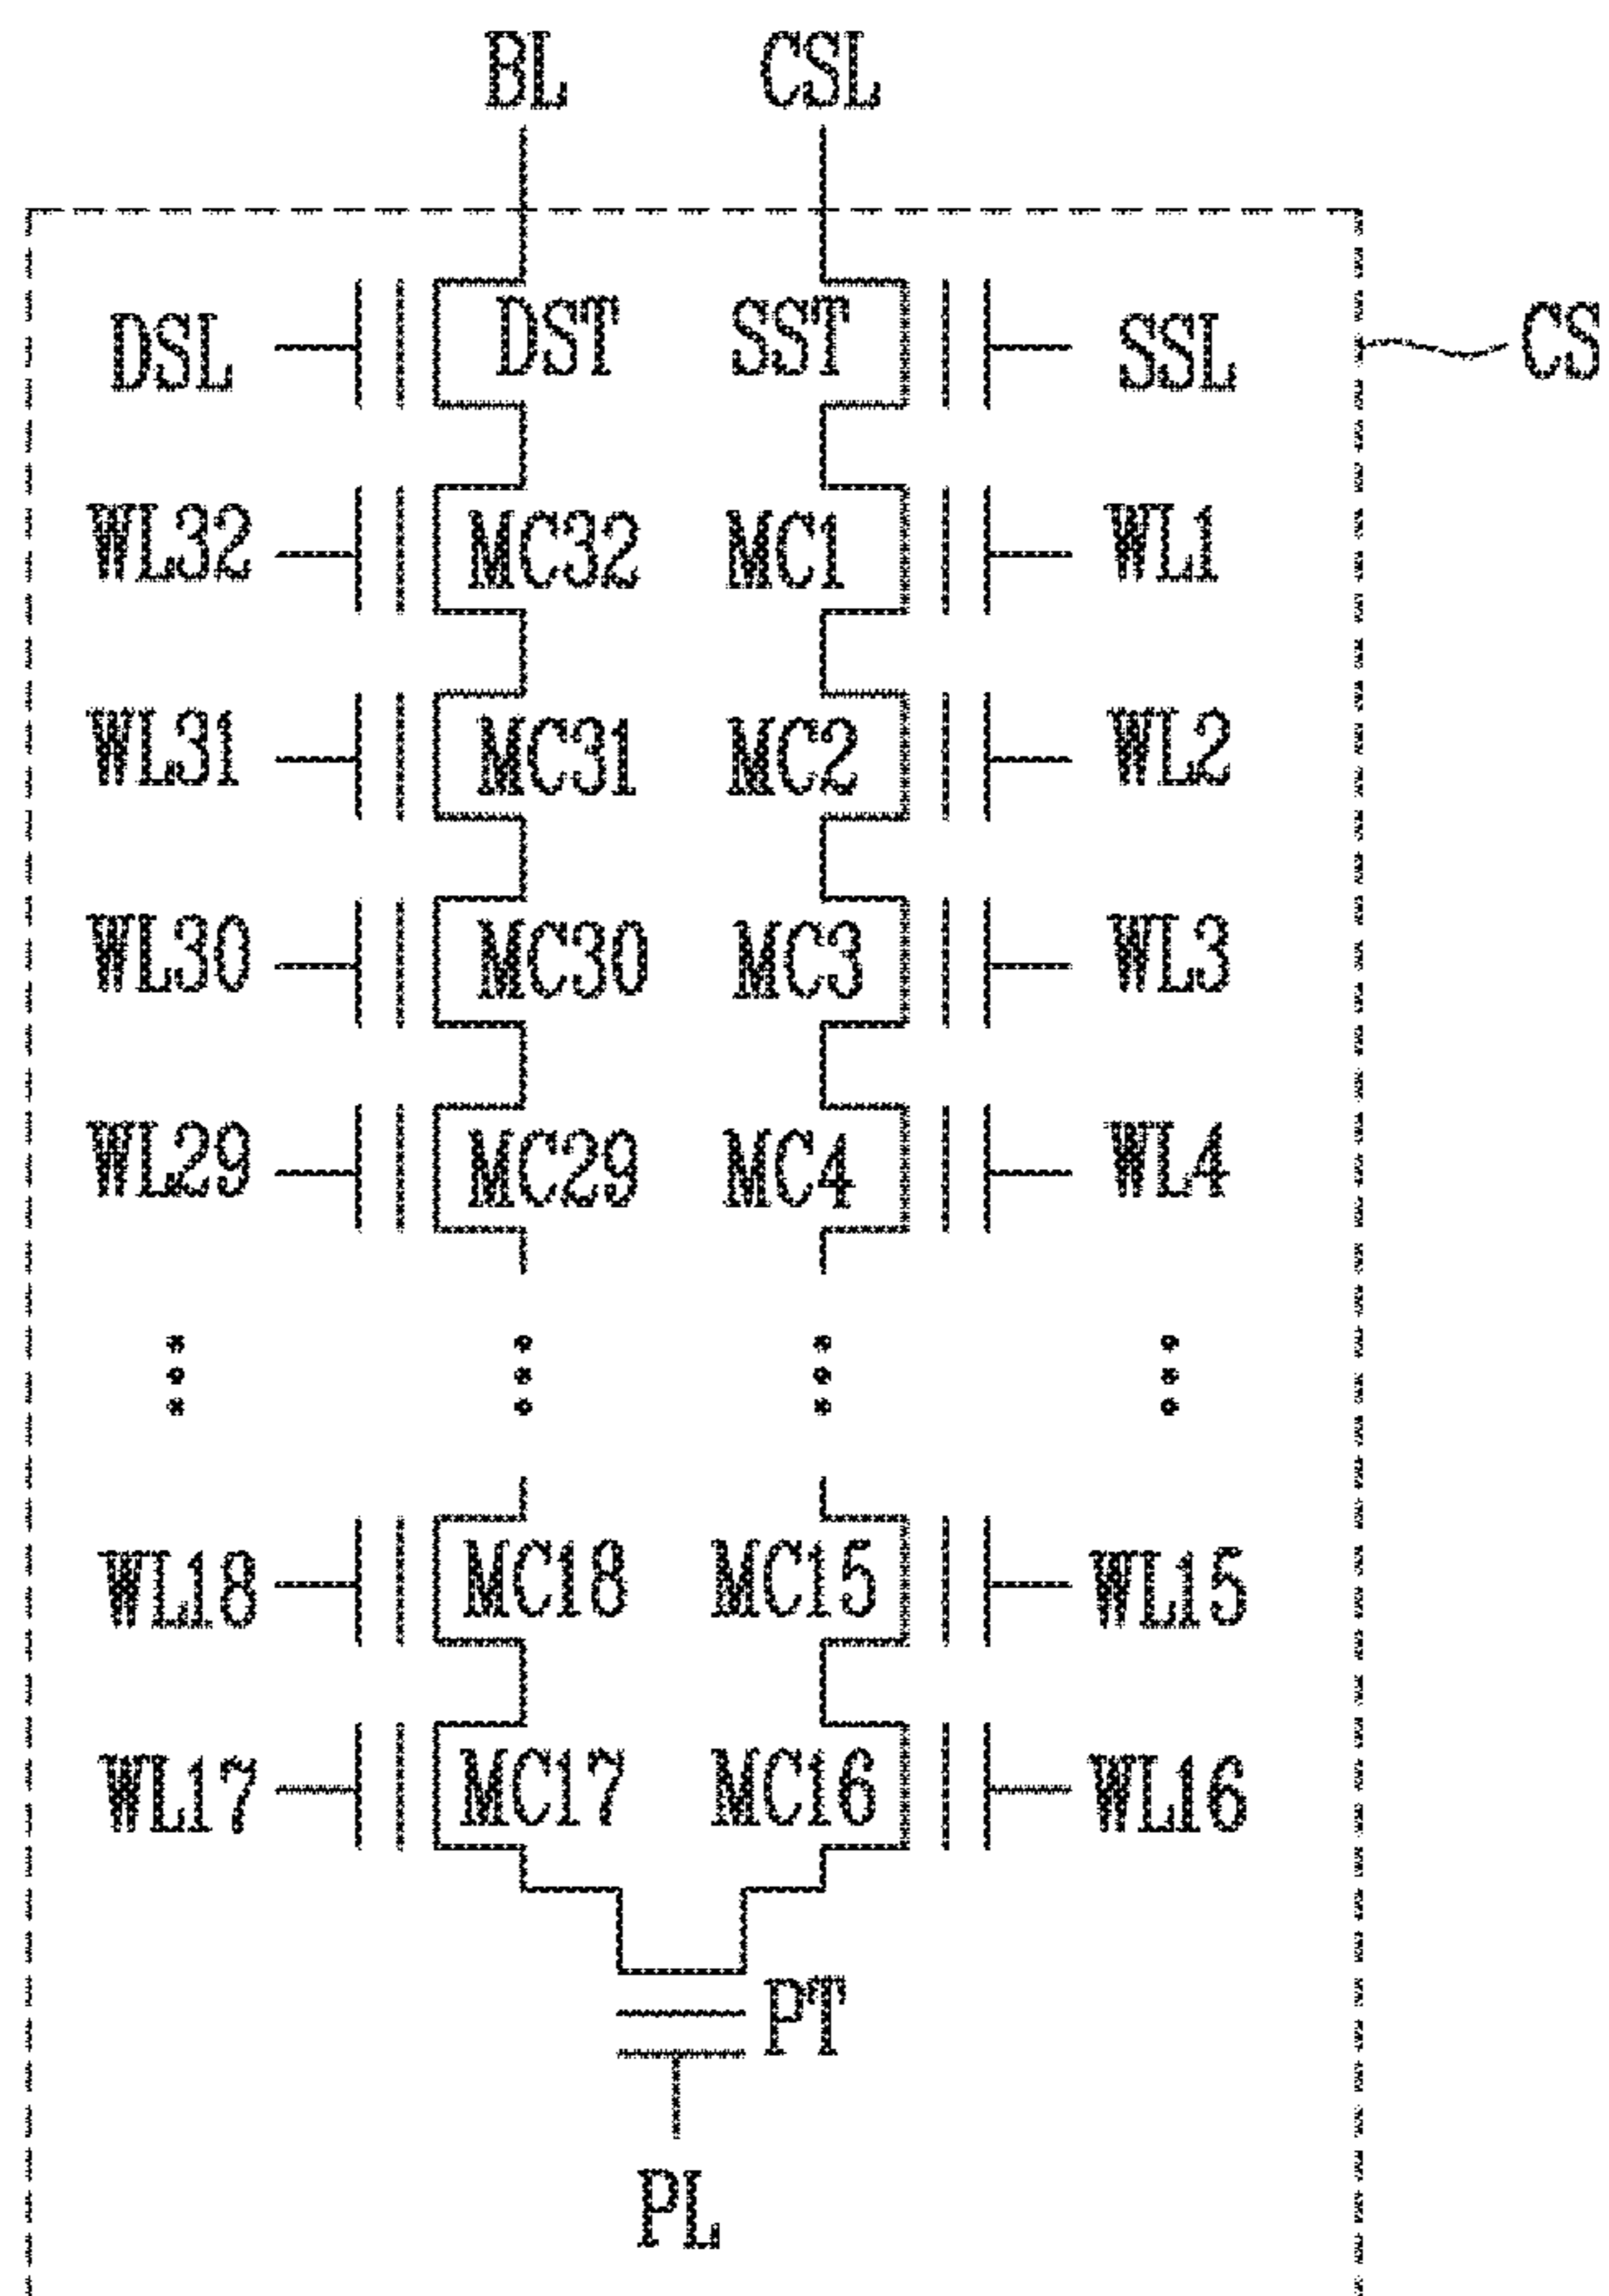 BL CSL
DSL DST SST SSL CS
WL32 MC32 MC1 WL1
WL31 MC31 MC2 WL2
WL30 MC30 MC3 WL3
WL29 MC29 MC4 WL4
WL18 MC18 MC15 WL15
WL17 MC17 MC16 WL16
PT
PL